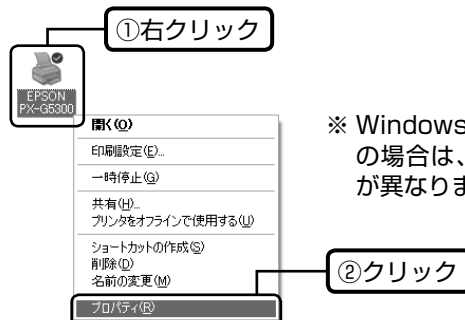 ①右クリック
EPSON
PX-G5300
開く(O)
印刷設定(E)...
一時停止(G)
共有(H)...
プリンタをオフラインで使用する(U)
ショートカットの作成(S)
削除(D)
名前の変更(M)
プロパティ(R)
※ Windows
の場合は、
が異なりま
②クリック